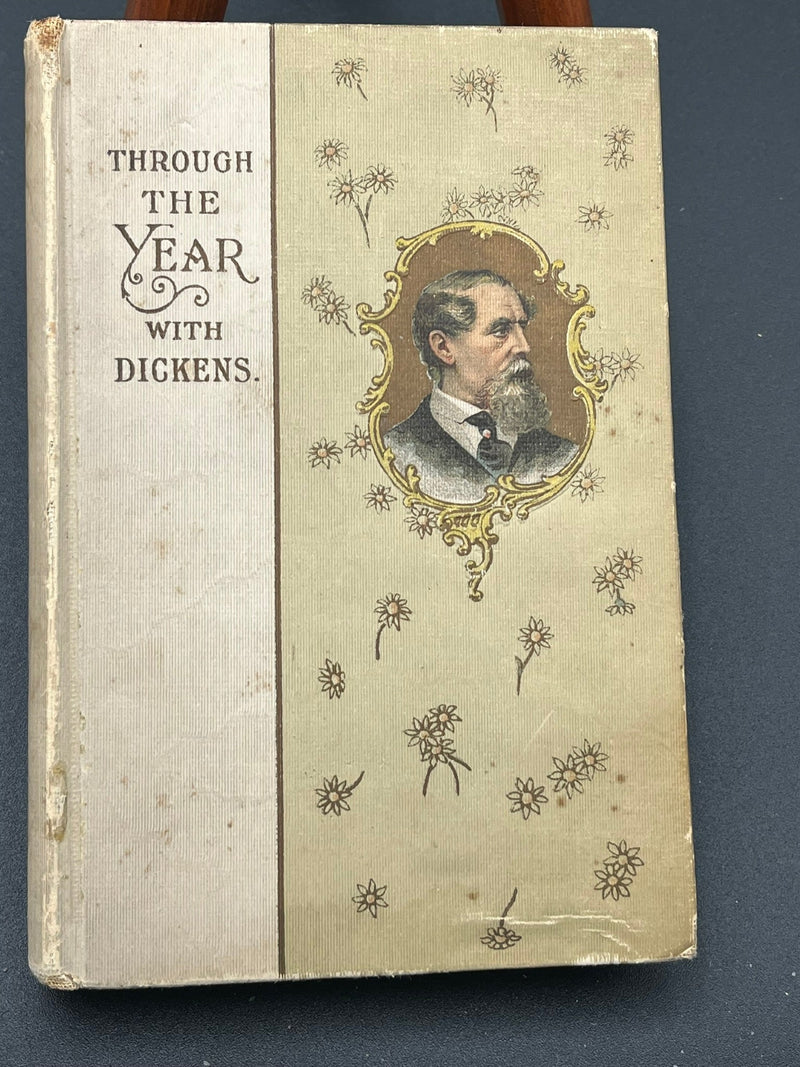 THROUGH
THE
YEAR
WITH
DICKENS.